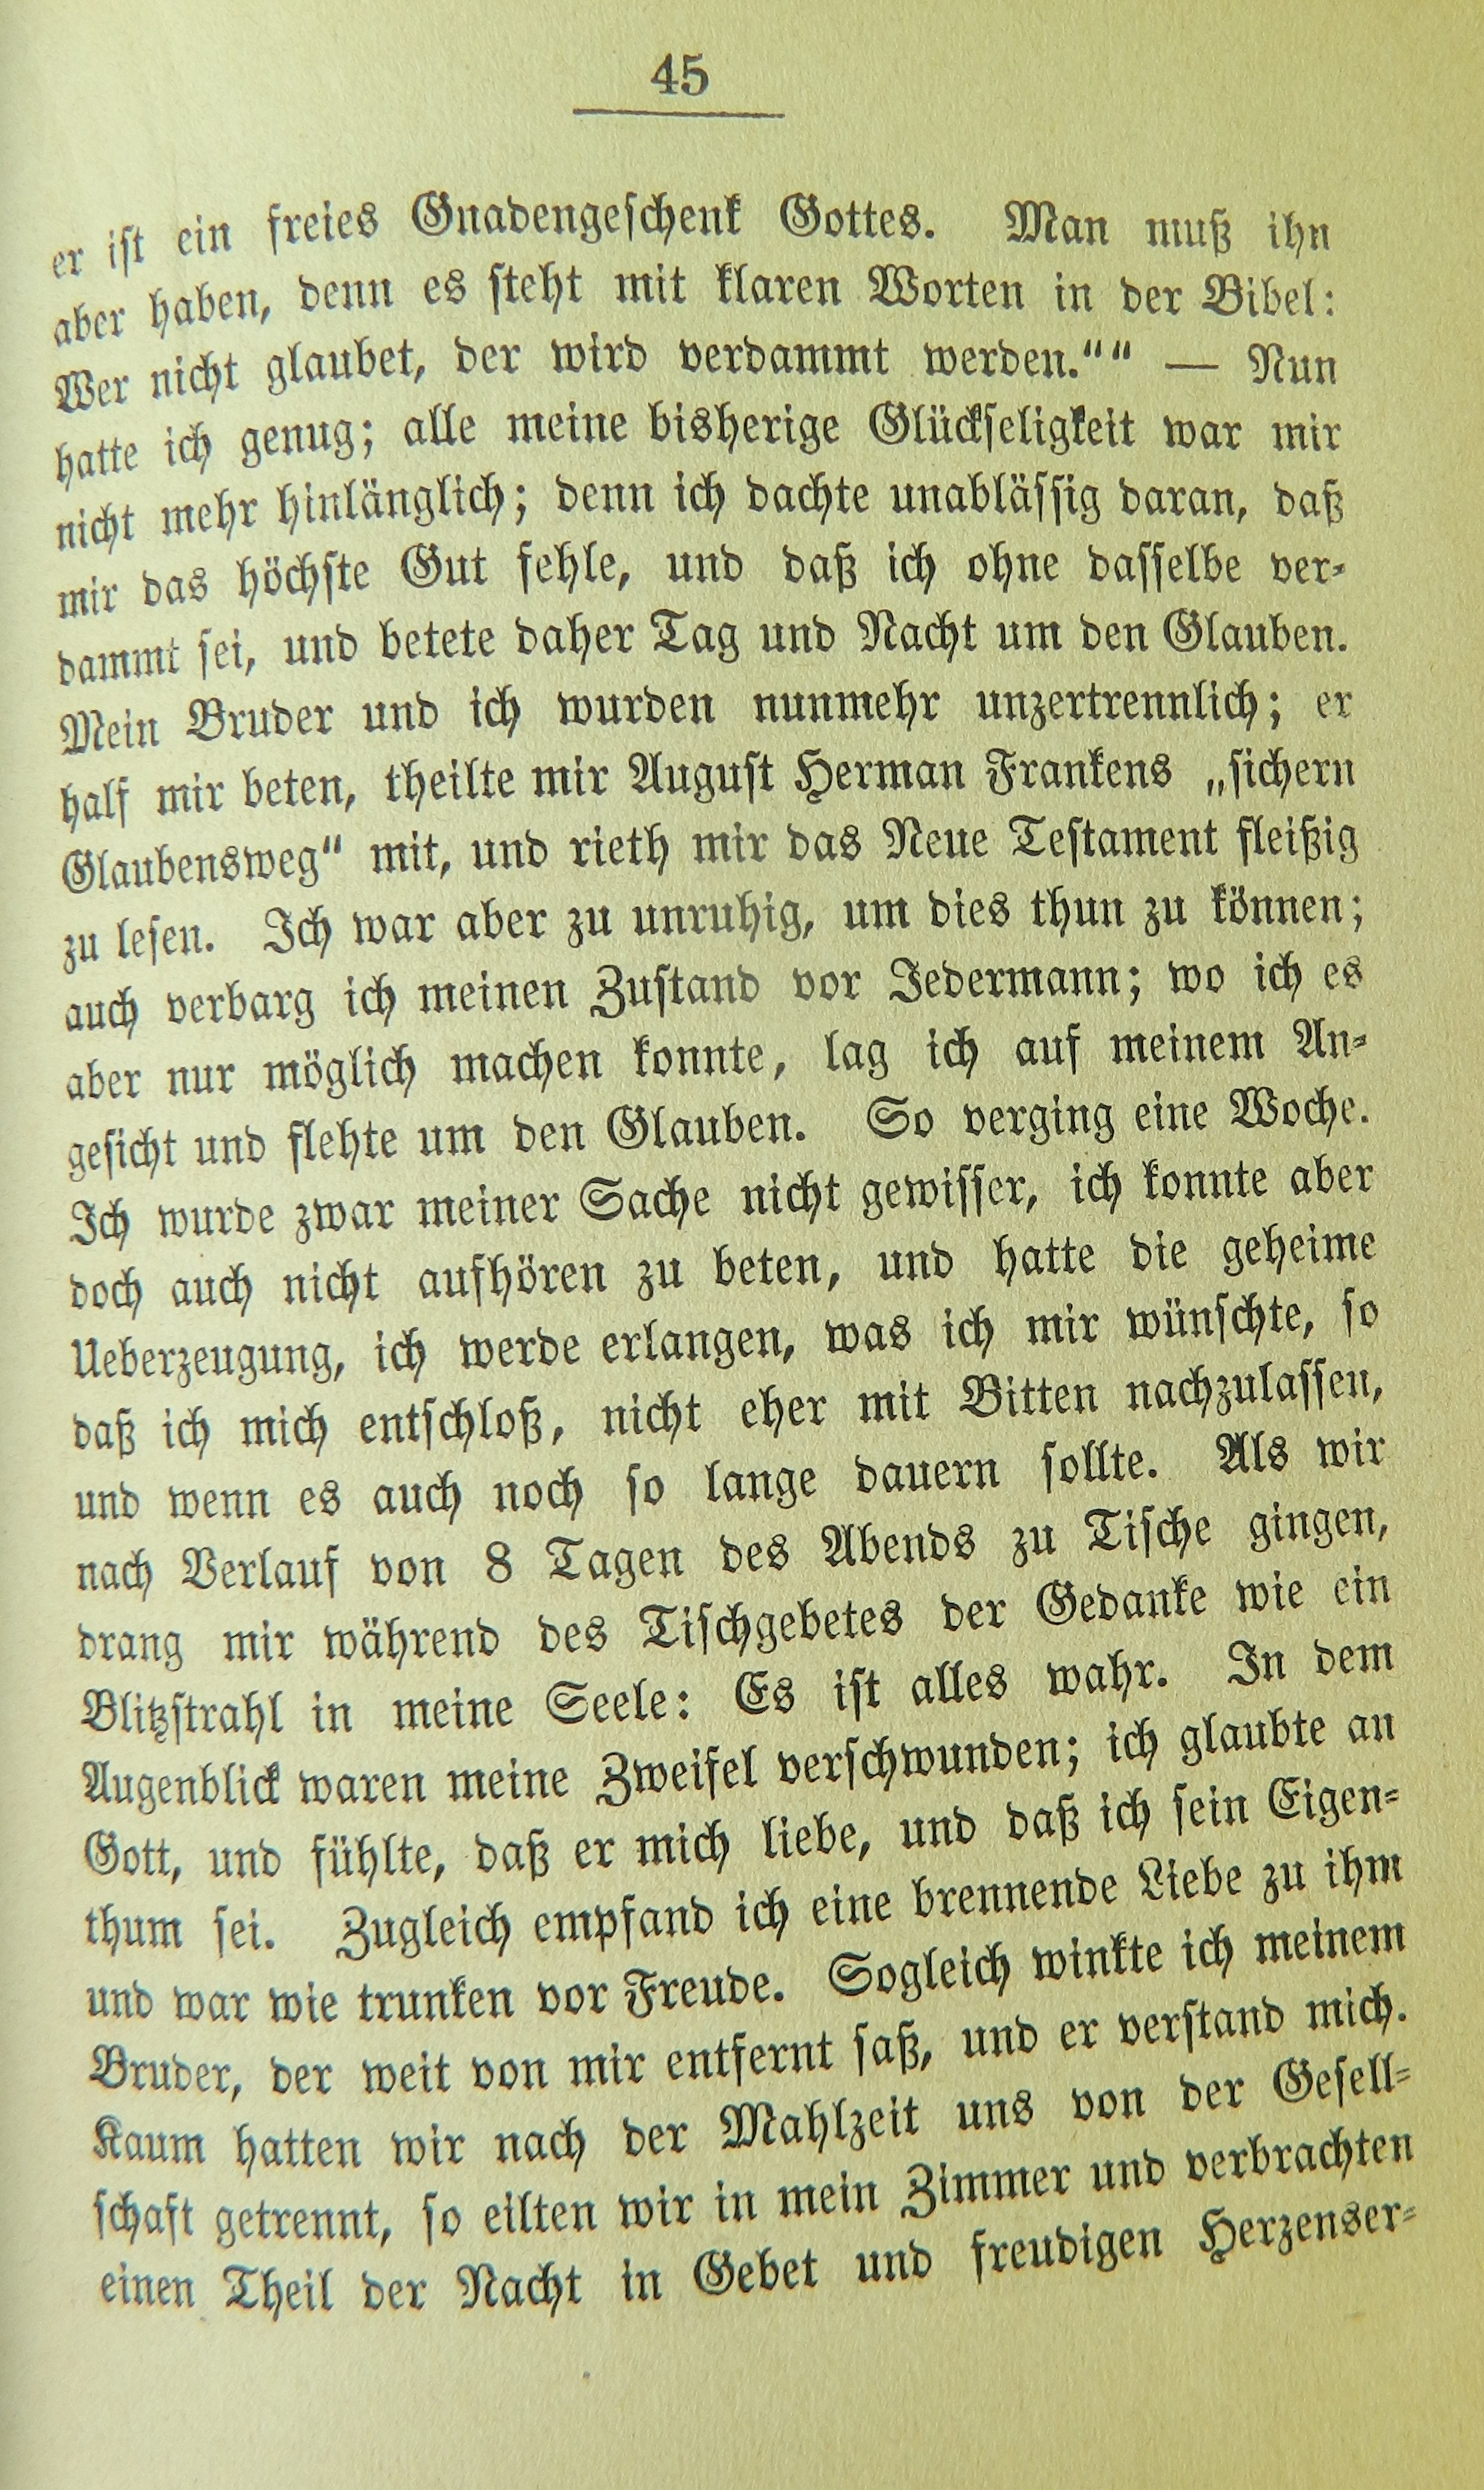 45
er ist ein freies Gnadengeschenk Gottes. Man muß ihn
aber haben, denn es steht mit klaren Worten in der Bibel:
Wer nicht glaubet, der wird verdammt werden.““ — Nun
hatte ich genug; alle meine bisherige Glückseligkeit war mir
nicht mehr hinlänglich; denn ich dachte unablässig daran, daß
mir das höchste Gut fehle, und daß ich ohne dasselbe ver-
dammt sei, und betete daher Tag und Nacht um den Glauben.
Mein Bruder und ich wurden nunmehr unzertrennlich; er
half mir beten, theilte mir August Herman Frankens „sichern
Glaubensweg“ mit, und rieth mir das Neue Testament fleißig
zu lesen. Ich war aber zu unruhig, um dies thun zu können;
auch verbarg ich meinen Zustand vor Jedermann; wo ich es
aber nur möglich machen konnte, lag ich auf meinem An-
gesicht und flehte um den Glauben. So verging eine Woche.
Ich wurde zwar meiner Sache nicht gewisser, ich konnte aber
doch auch nicht aufhören zu beten, und hatte die geheime
Ueberzeugung, ich werde erlangen, was ich mir wünschte, so
daß ich mich entschloß, nicht eher mit Bitten nachzulassen,
und wenn es auch noch so lange dauern sollte. Als wir
nach Verlauf von 8 Tagen des Abends zu Tische gingen,
drang mir während des Tischgebetes der Gedanke wie ein
Blitzstrahl in meine Seele: Es ist alles wahr. In dem
Augenblick waren meine Zweifel verschwunden; ich glaubte an
Gott, und fühlte, daß er mich liebe, und daß ich sein Eigen-
thum sei. Zugleich empfand ich eine brennende Liebe zu ihm
und war wie trunken vor Freude. Sogleich winkte ich meinem
Bruder, der weit von mir entfernt saß, und er verstand mich.
Kaum hatten wir nach der Mahlzeit uns von der Gesell-
schaft getrennt, so eilten wir in mein Zimmer und verbrachten
einen Theil der Nacht in Gebet und freudigen Herzenser-